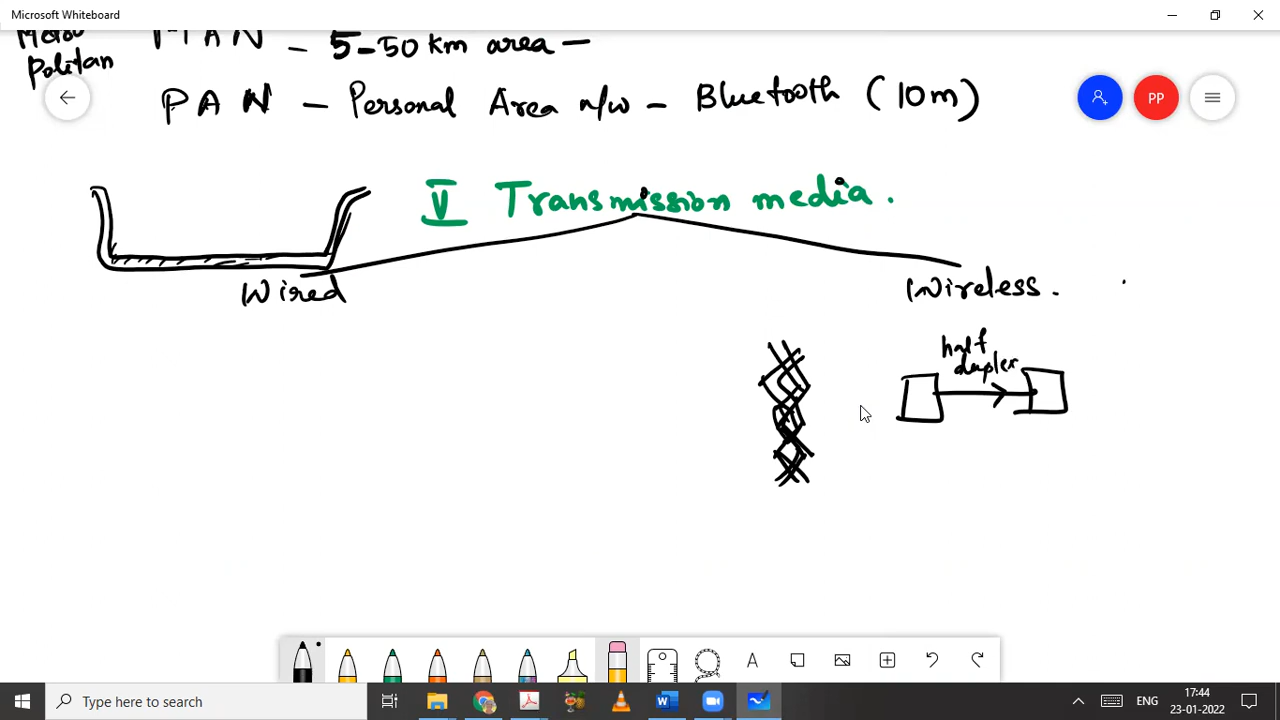 Microsoft Whiteboard
Metro MAN - 5-50 km area -
Politan
PAN - Personal Area n/w - Bluetooth (10m)
PP
V Transmission media.
Wired
Wireless.
half
duplex
A
Type here to search
W
ENG
17:44
23-01-2022